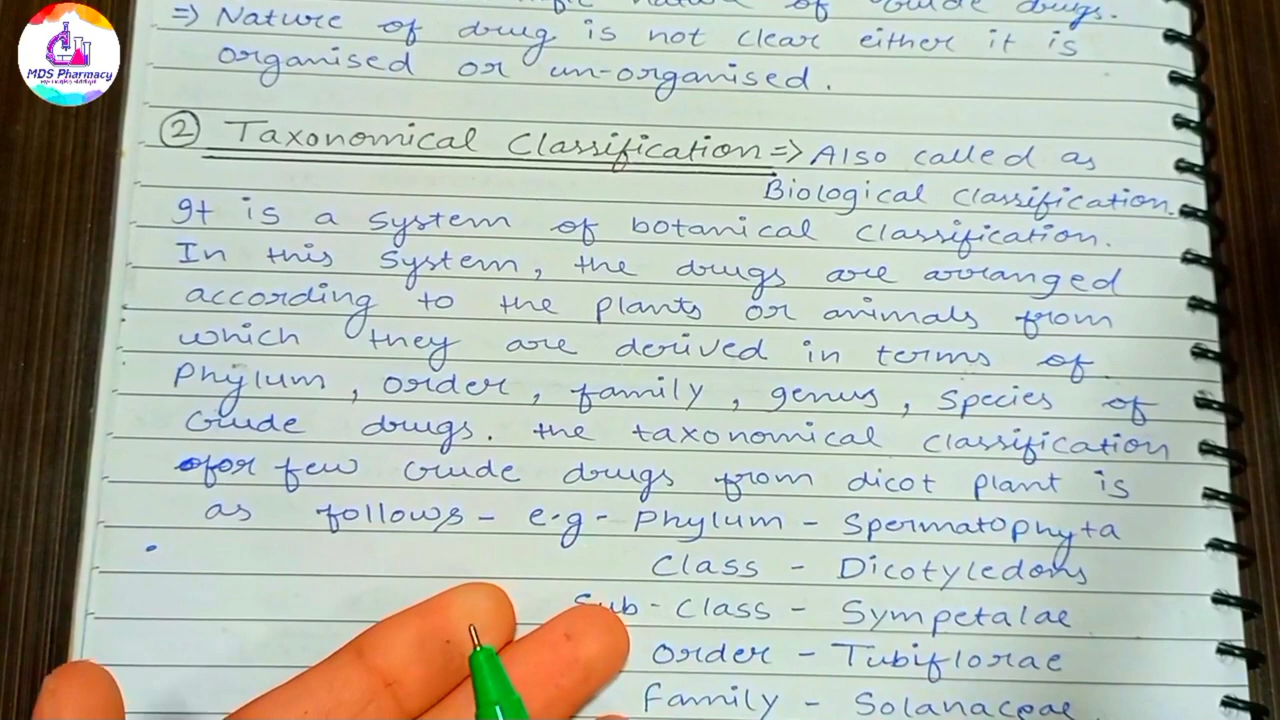 nature of crude drugs.
=> Nature of drug is not clear either it is
organised or un-organised.
② Taxonomical Classification => Also called as
Biological Classification.
It is a system of botanical classification.
In this system, the drugs are arranged
according to the plants or animals from
which they are derived in terms of
Phylum, order, family, genus, species of
crude drugs. the taxonomical classification
for few crude drugs from dicot plant is
as follows - e.g - Phylum - Spermatophyta
Class - Dicotyledons
Sub-Class - Sympetalae
Order - Tubiflorae
Family - Solanaceae
MDS Pharmacy